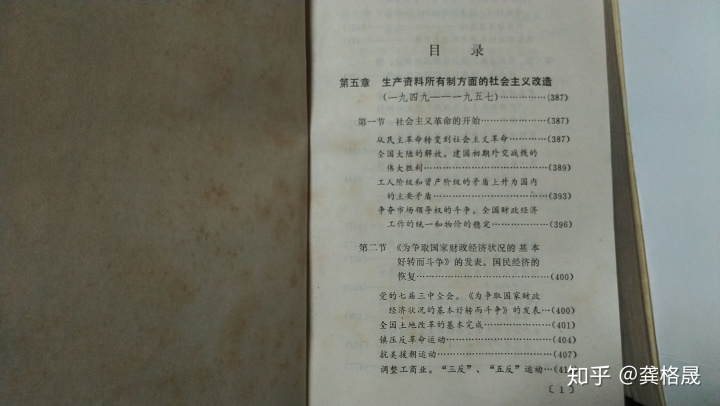 目 录
第五章 生产资料所有制方面的社会主义改造
(一九四九——一九五七)……………(387)
第一节 社会主义革命的开始…………………(387)
从民主革命转变到社会主义革命…………(387)
全国大陆的解放。建国初期外交战线的
伟大胜利…………………………………(389)
工人阶级和资产阶级的矛盾上升为国内
的主要矛盾………………………………(393)
争夺市场领导权的斗争。全国财政经济
工作的统一和物价的稳定………………(396)
第二节 《为争取国家财政经济状况的基本
好转而斗争》的发表。国民经济的
恢复……………………………………(400)
党的七届三中全会。《为争取国家财政
经济状况的基本好转而斗争》的发表…(400)
全国土地改革的基本完成…………………(401)
镇压反革命运动……………………………(404)
抗美援朝运动………………………………(407)
调整工商业。“三反”、“五反”运动……(41
〔1〕
知乎 @龚格晟